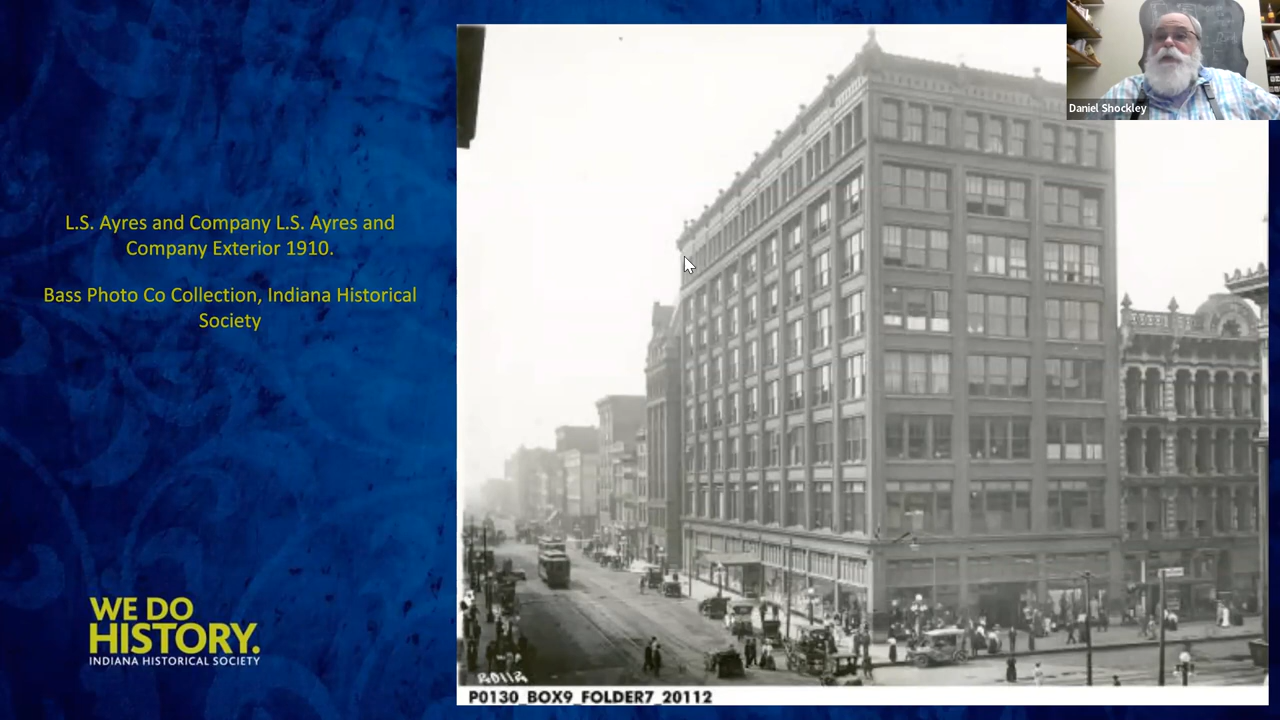 L.S. Ayres and Company L.S. Ayres and
Company Exterior 1910.
Bass Photo Co Collection, Indiana Historical
Society
WE DO
HISTORY.
INDIANA HISTORICAL SOCIETY
Daniel Shockley
20112
P0130_BOX9_FOLDER7_20112